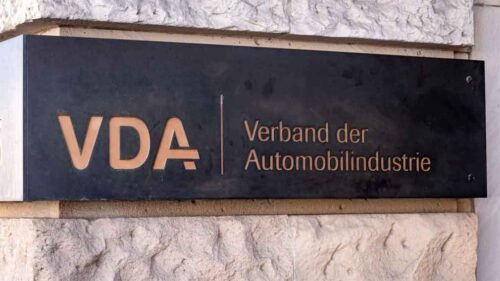 VDA
Verband der
Automobilindustrie